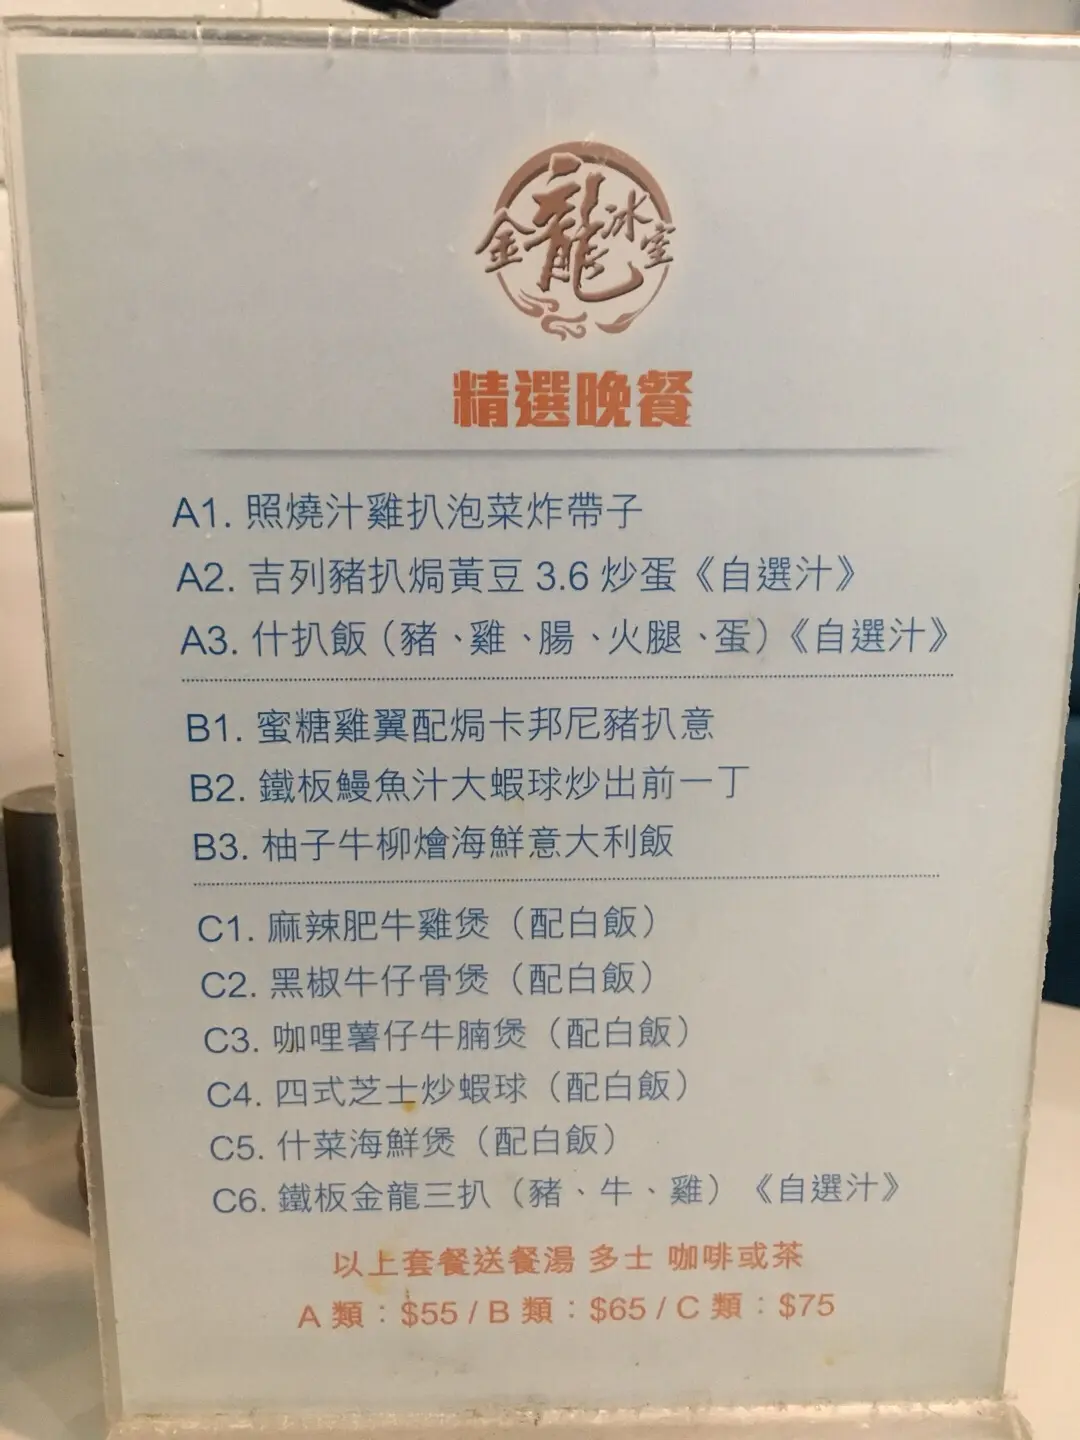 金龍冰室
精選晚餐
A1. 照燒汁雞扒泡菜炸帶子
A2. 吉列豬扒焗黃豆 3.6 炒蛋《自選汁》
A3. 什扒飯（豬、雞、腸、火腿、蛋）《自選汁》
B1. 蜜糖雞翼配焗卡邦尼豬扒意
B2. 鐵板鰻魚汁大蝦球炒出前一丁
B3. 柚子牛柳燴海鮮意大利飯
C1. 麻辣肥牛雞煲（配白飯）
C2. 黑椒牛仔骨煲（配白飯）
C3. 咖哩薯仔牛腩煲（配白飯）
C4. 四式芝士炒蝦球（配白飯）
C5. 什菜海鮮煲（配白飯）
C6. 鐵板金龍三扒（豬、牛、雞）《自選汁》
以上套餐送餐湯 多士 咖啡或茶
A 類：$55 / B 類：$65 / C 類：$75